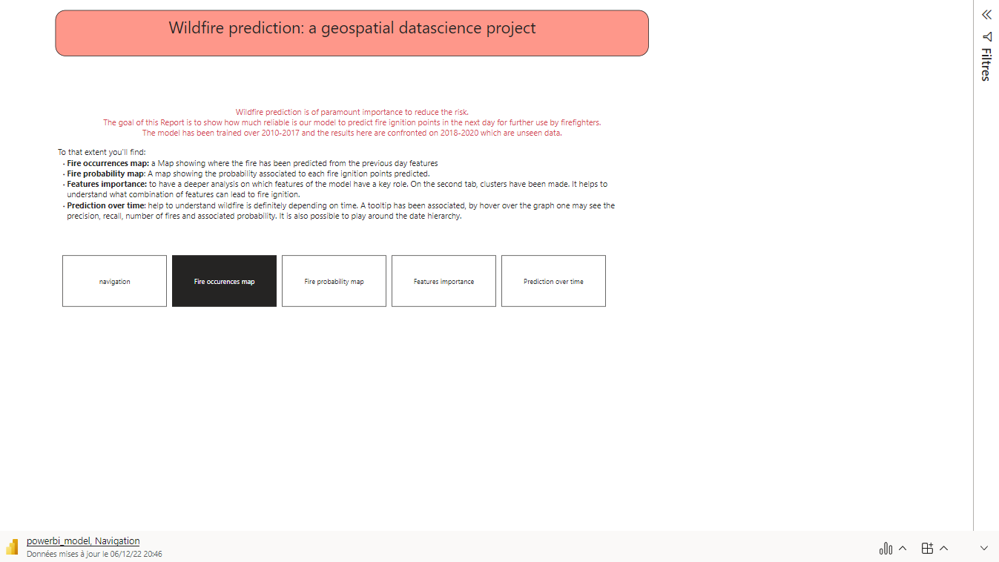 Wildfire prediction: a geospatial datascience project
Filtres
Wildfire prediction is of paramount importance to reduce the risk.
The goal of this Report is to show how much reliable is our model to predict fire ignition points in the next day for further use by firefighters.
The model has been trained over 2010-2017 and the results here are confronted on 2018-2020 which are unseen data.
To that extent you'll find:
· Fire occurrences map: a Map showing where the fire has been predicted from the previous day features
· Fire probability map: A map showing the probability associated to each fire ignition points predicted.
· Features importance: to have a deeper analysis on which features of the model have a key role. On the second tab, clusters have been made. It helps to
understand what combination of features can lead to fire ignition.
· Prediction over time: help to understand wildfire is definitely depending on time. A tooltip has been associated, by hover over the graph one may see the
precision, recall, number of fires and associated probability. It is also possible to play around the date hierarchy.
navigation
Fire occurences map
Fire probability map
Features importance
Prediction over time
powerbi_model, Navigation
Données mises à jour le 06/12/22 20:46